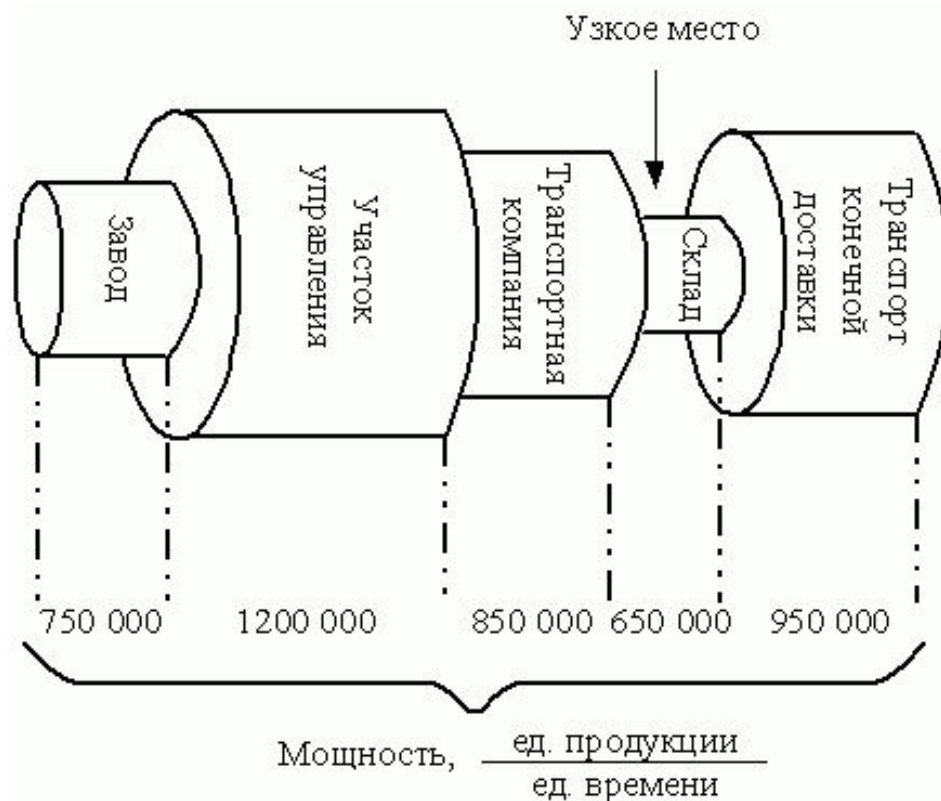 Узкое место
Завод
Участок
управления
Транспортная
компания
Склад
Транспорт
конечной
доставки
750 000
1200 000
850 000
650 000
950 000
Мощность,
ед. продукции
ед. времени